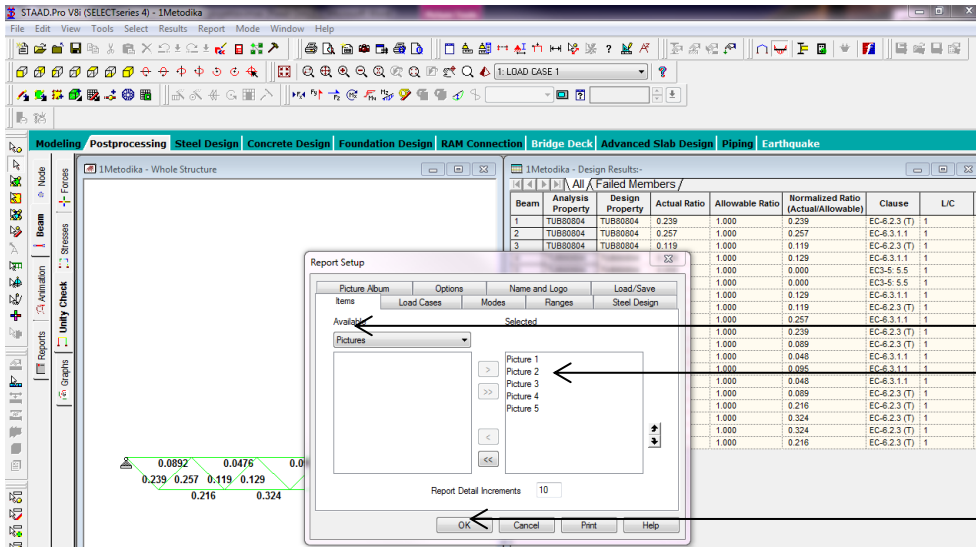 STAAD.Pro V8i (SELECTseries 4) - 1Metodika
File Edit View Tools Select Results Report Mode Window Help
1: LOAD CASE 1
Modeling Postprocessing Steel Design Concrete Design Foundation Design RAM Connection Bridge Deck Advanced Slab Design Piping Earthquake
Node
Beam
Animation
Reports
Forces
Stresses
Unity Check
Graphs
1Metodika - Whole Structure
0.0892 0.0476
0.239 0.257 0.119 0.129
0.216 0.324
1Metodika - Design Results:-
All Failed Members
Beam Analysis Property Design Property Actual Ratio Allowable Ratio Normalized Ratio (Actual/Allowable) Clause L/C
1 TUB80804 TUB80804 0.239 1.000 0.239 EC-6.2.3 (T) 1
2 TUB80804 TUB80804 0.257 1.000 0.257 EC-6.3.1.1 1
3 TUB80804 TUB80804 0.119 1.000 0.119 EC-6.2.3 (T) 1
1.000 0.129 EC-6.3.1.1 1
1.000 0.000 EC3-5: 5.5 1
1.000 0.000 EC3-5: 5.5 1
1.000 0.129 EC-6.3.1.1 1
1.000 0.119 EC-6.2.3 (T) 1
1.000 0.257 EC-6.3.1.1 1
1.000 0.239 EC-6.2.3 (T) 1
1.000 0.089 EC-6.2.3 (T) 1
1.000 0.048 EC-6.3.1.1 1
1.000 0.095 EC-6.3.1.1 1
1.000 0.048 EC-6.3.1.1 1
1.000 0.089 EC-6.2.3 (T) 1
1.000 0.216 EC-6.2.3 (T) 1
1.000 0.324 EC-6.2.3 (T) 1
1.000 0.324 EC-6.2.3 (T) 1
1.000 0.216 EC-6.2.3 (T) 1
Report Setup
Picture Album Options Name and Logo Load/Save
Items Load Cases Modes Ranges Steel Design
Available Selected
Pictures
>
>>
<
<<
Picture 1
Picture 2
Picture 3
Picture 4
Picture 5
Report Detail Increments 10
OK Cancel Print Help